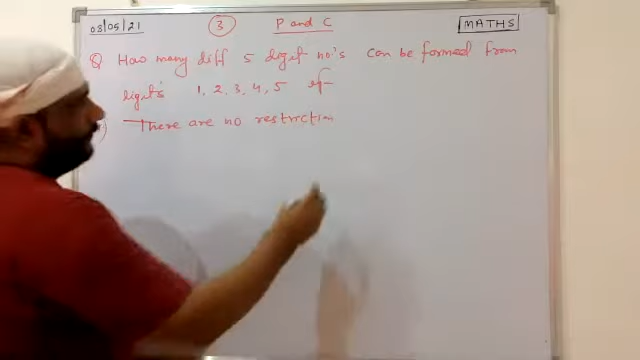 03/05/21 3 P and C MATHS
Q How many diff 5 digit no's can be formed from
digits 1, 2, 3, 4, 5 if
There are no restriction